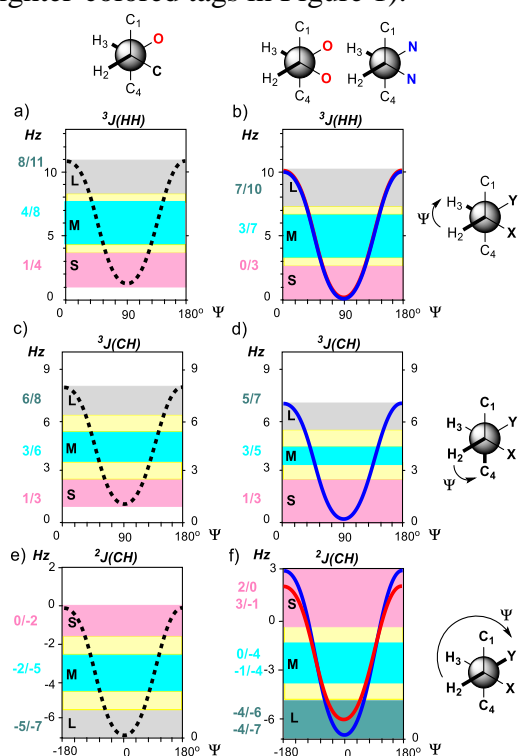 ghter-colored tags in Figure 1).
C1
H3
O
H2
C
C4
C1
H3
O
H2
O
C4
C1
H3
N
H2
N
C4
a)
3J(HH)
Hz
8/11
4/8
1/4
10
5
0
L
M
S
0
90
180º
Ψ
b)
3J(HH)
Hz
7/10
3/7
0/3
10
5
0
L
M
S
0
90
180º
Ψ
C1
H3
Y
Ψ
H2
X
C4
c)
3J(CH)
Hz
6/8
3/6
1/3
9
6
3
0
L
M
S
9
6
3
0
0
90
180º
Ψ
d)
3J(CH)
Hz
5/7
3/5
1/3
9
6
3
0
L
M
S
0
90
180º
Ψ
C1
H3
Y
H2
X
Ψ
C4
e)
2J(CH)
Hz
0/-2
-2/-5
-5/-7
2
0
-2
-4
-6
S
M
L
0
-180
0
180º
Ψ
f)
2J(CH)
Hz
2/0
3/-1
0/-4
-1/-4
-4/-6
-4/-7
3
0
-3
-6
S
M
L
0
-180
0
180º
Ψ
Ψ
C1
H3
Y
H2
X
C4